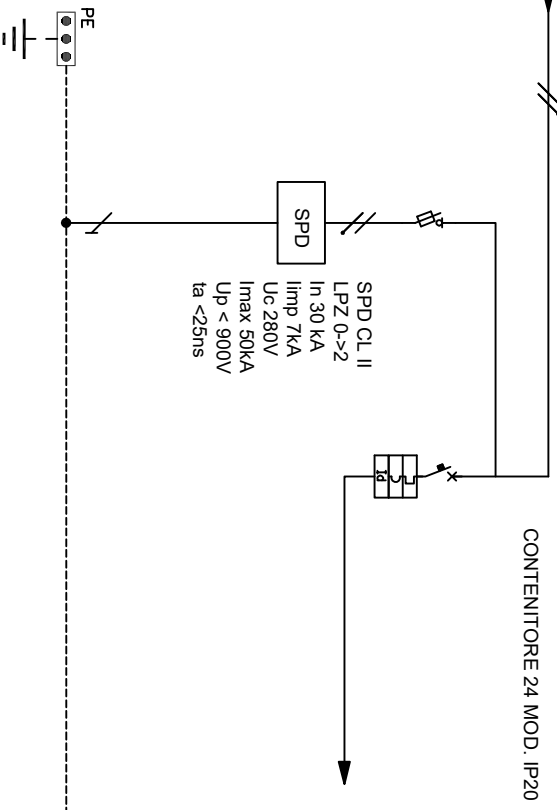 CONTENITORE 24 MOD. IP20
SPD
SPD CL II
LPZ 0->2
In 30 kA
Iimp 7kA
Uc 280V
Imax 50kA
Up < 900V
ta <25ns
Id
PE